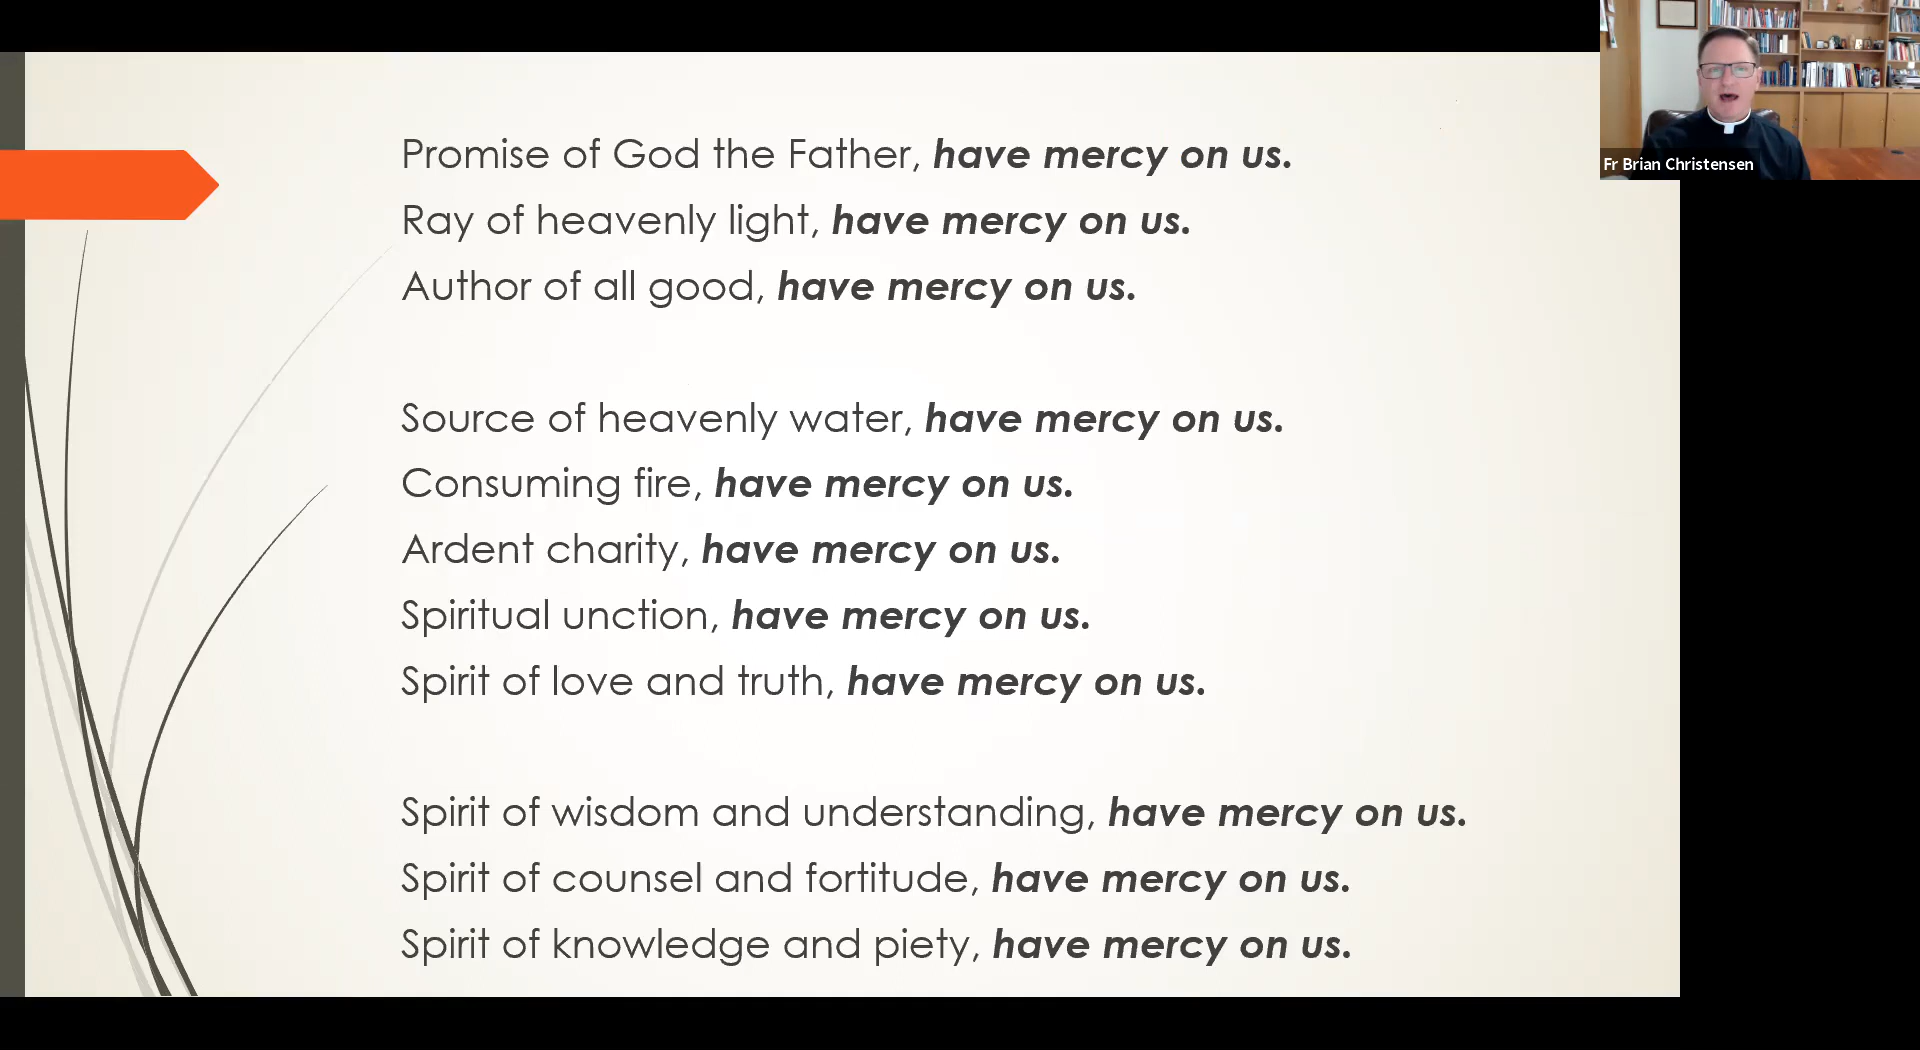 Promise of God the Father, have mercy on us.
Ray of heavenly light, have mercy on us.
Author of all good, have mercy on us.
Source of heavenly water, have mercy on us.
Consuming fire, have mercy on us.
Ardent charity, have mercy on us.
Spiritual unction, have mercy on us.
Spirit of love and truth, have mercy on us.
Spirit of wisdom and understanding, have mercy on us.
Spirit of counsel and fortitude, have mercy on us.
Spirit of knowledge and piety, have mercy on us.
Fr Brian Christensen